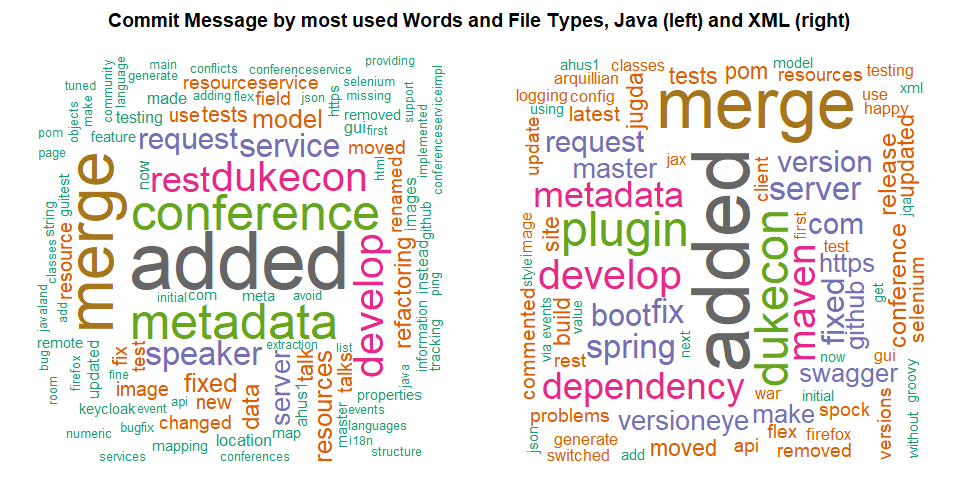 Commit Message by most used Words and File Types, Java (left) and XML (right)
main
conflicts
conferenceservice
providing
tuned
community
language
generate
resourceservice
selenium
objects
make
made
adding
flex
field
json
https
missing
support
testing
use
tests
model
gui
removed
first
implemented
conferenceserviceimpl
pom
page
feature
request
service
moved
html
now
rest
dukecon
renamed
images
github
merge
conference
guitest
string
added
develop
refactoring
instead
ping
classes
resource
java
land
add
initial
com
meta
avoid
information
tracking
metadata
remote
bug
room
firefox
updated
fix
test
speaker
extraction
list
java
fine
image
fixed
server
talk
talks
properties
keycloak
event
api
new
data
ahus1
resources
master
events
languages
numeric
bugfix
changed
map
i18n
mapping
location
services
conferences
structure
ahus1
classes
tests
pom
model
resources
testing
arquillian
logging
config
jugda
merge
use
xml
using
latest
happy
update
request
updated
master
jax
added
client
version
release
metadata
server
jqa
plugin
dukecon
first
com
site
image
style
test
conference
develop
maven
https
selenium
commented
via
events
build
value
boot
fix
fixed
github
get
spring
next
rest
now
gui
swagger
dependency
war
initial
groovy
without
problems
versioneye
make
spock
versions
json
generate
switched
add
moved
api
flex
firefox
removed